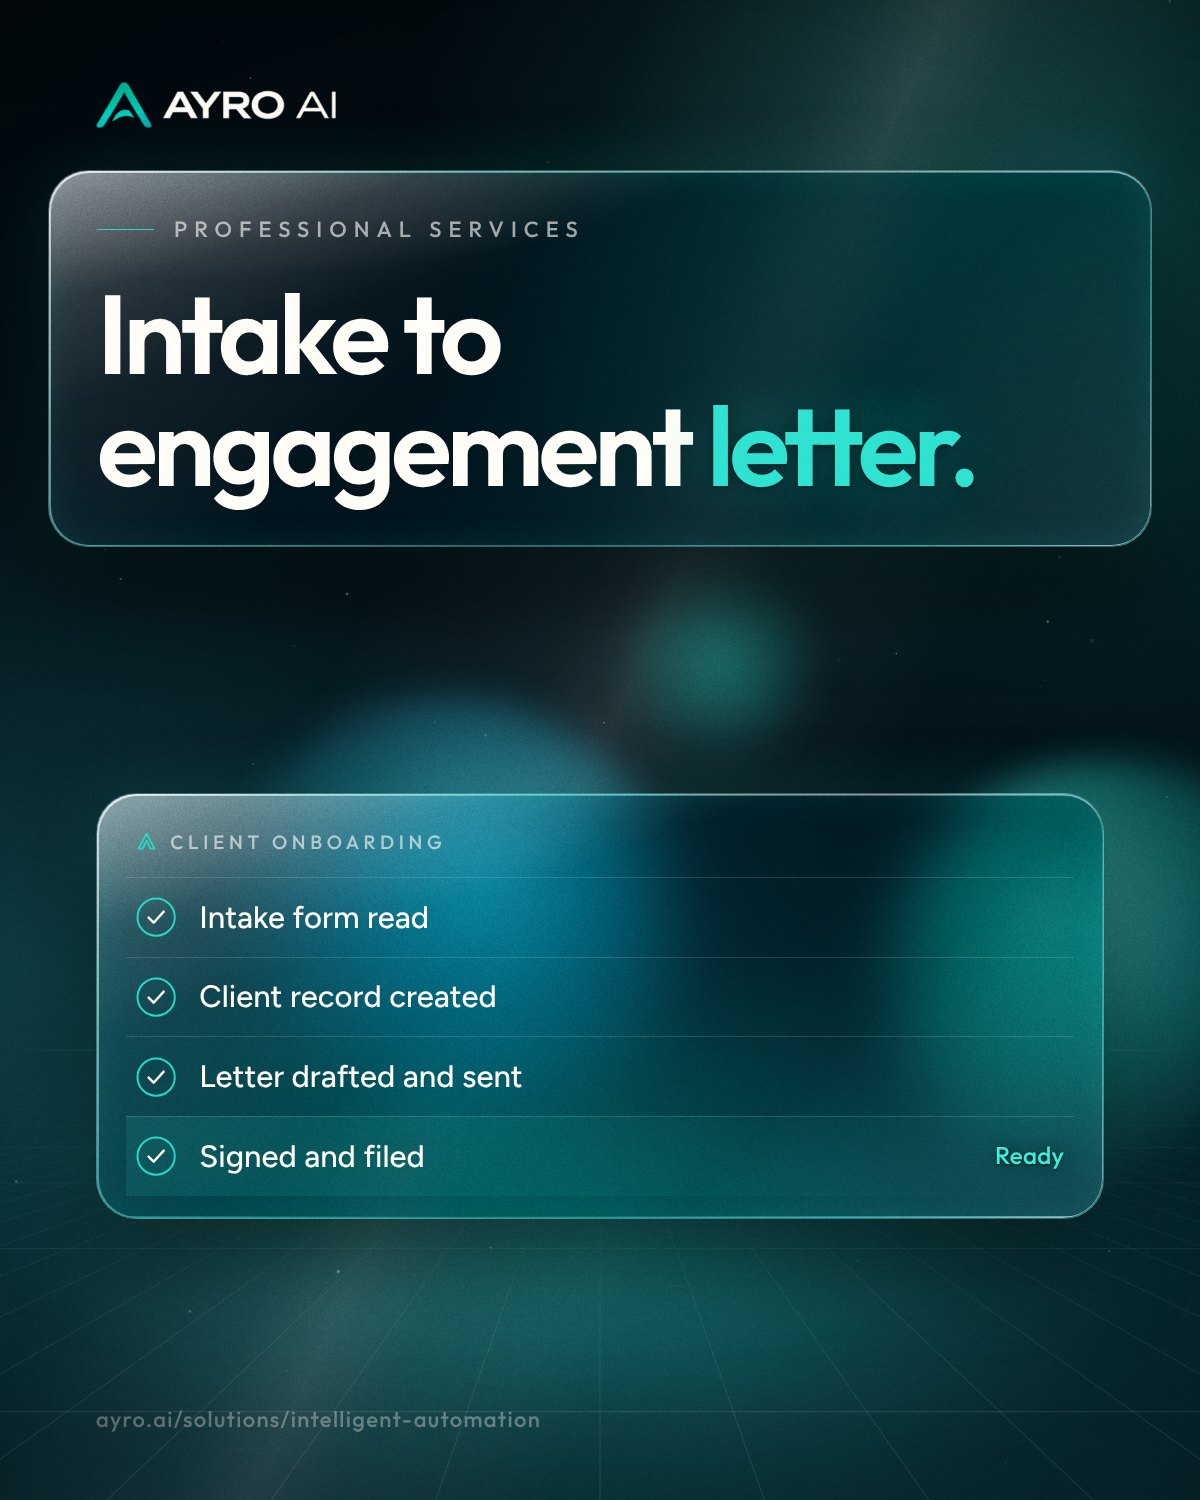 AYRO AI
PROFESSIONAL SERVICES
Intake to
engagement letter.
CLIENT ONBOARDING
Intake form read
Client record created
Letter drafted and sent
Signed and filed
Ready
ayro.ai/solutions/intelligent-automation